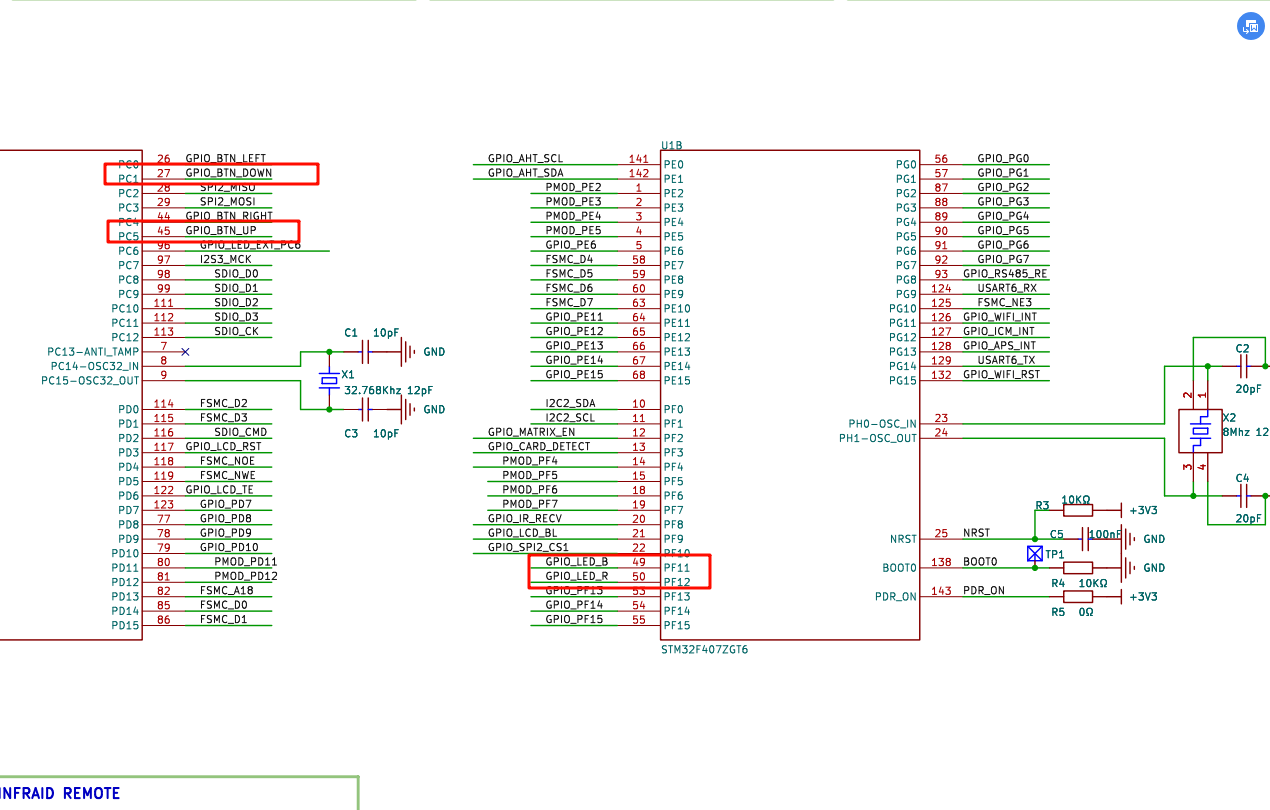 PC0 26 GPIO_BTN_LEFT
PC1 27 GPIO_BTN_DOWN
PC2 28 SPI2_MISO
PC3 29 SPI2_MOSI
PC4 44 GPIO_BTN_RIGHT
PC5 45 GPIO_BTN_UP
PC6 96 GPIO_LED_EXT_PC6
PC7 97 I2S3_MCK
PC8 98 SDIO_D0
PC9 99 SDIO_D1
PC10 111 SDIO_D2
PC11 112 SDIO_D3
PC12 113 SDIO_CK
PC13-ANTI_TAMP 7
PC14-OSC32_IN 8
PC15-OSC32_OUT 9
C1 10pF
GND
X1
32.768Khz 12pF
GND
C3 10pF
PD0 114 FSMC_D2
PD1 115 FSMC_D3
PD2 116 SDIO_CMD
PD3 117 GPIO_LCD_RST
PD4 118 FSMC_NOE
PD5 119 FSMC_NWE
PD6 122 GPIO_LCD_TE
PD7 123 GPIO_PD7
PD8 77 GPIO_PD8
PD9 78 GPIO_PD9
PD10 79 GPIO_PD10
PD11 80 PMOD_PD11
PD12 81 PMOD_PD12
PD13 82 FSMC_A18
PD14 85 FSMC_D0
PD15 86 FSMC_D1
U1B
GPIO_AHT_SCL 141 PE0
GPIO_AHT_SDA 142 PE1
PMOD_PE2 1 PE2
PMOD_PE3 2 PE3
PMOD_PE4 3 PE4
PMOD_PE5 4 PE5
GPIO_PE6 5 PE6
FSMC_D4 58 PE7
FSMC_D5 59 PE8
FSMC_D6 60 PE9
FSMC_D7 63 PE10
GPIO_PE11 64 PE11
GPIO_PE12 65 PE12
GPIO_PE13 66 PE13
GPIO_PE14 67 PE14
GPIO_PE15 68 PE15
I2C2_SDA 10 PF0
I2C2_SCL 11 PF1
GPIO_MATRIX_EN 12 PF2
GPIO_CARD_DETECT 13 PF3
PMOD_PF4 14 PF4
PMOD_PF5 15 PF5
PMOD_PF6 18 PF6
PMOD_PF7 19 PF7
GPIO_IR_RECV 20 PF8
GPIO_LCD_BL 21 PF9
GPIO_SPI2_CS1 22 PF10
GPIO_LED_B 49 PF11
GPIO_LED_R 50 PF12
GPIO_PF13 53 PF13
GPIO_PF14 54 PF14
GPIO_PF15 55 PF15
STM32F407ZGT6
PG0 56 GPIO_PG0
PG1 57 GPIO_PG1
PG2 87 GPIO_PG2
PG3 88 GPIO_PG3
PG4 89 GPIO_PG4
PG5 90 GPIO_PG5
PG6 91 GPIO_PG6
PG7 92 GPIO_PG7
PG8 93 GPIO_RS485_RE
PG9 124 USART6_RX
PG10 125 FSMC_NE3
PG11 126 GPIO_WIFI_INT
PG12 127 GPIO_ICM_INT
PG13 128 GPIO_APS_INT
PG14 129 USART6_TX
PG15 132 GPIO_WIFI_RST
PH0-OSC_IN 23
PH1-OSC_OUT 24
C2
20pF
2 1
X2
8Mhz 12
3 4
C4
20pF
R3 10KΩ +3V3
NRST 25 NRST C5 100nF GND
TP1
BOOT0 138 BOOT0 GND
R4 10KΩ
PDR_ON 143 PDR_ON +3V3
R5 0Ω
INFRAID REMOTE